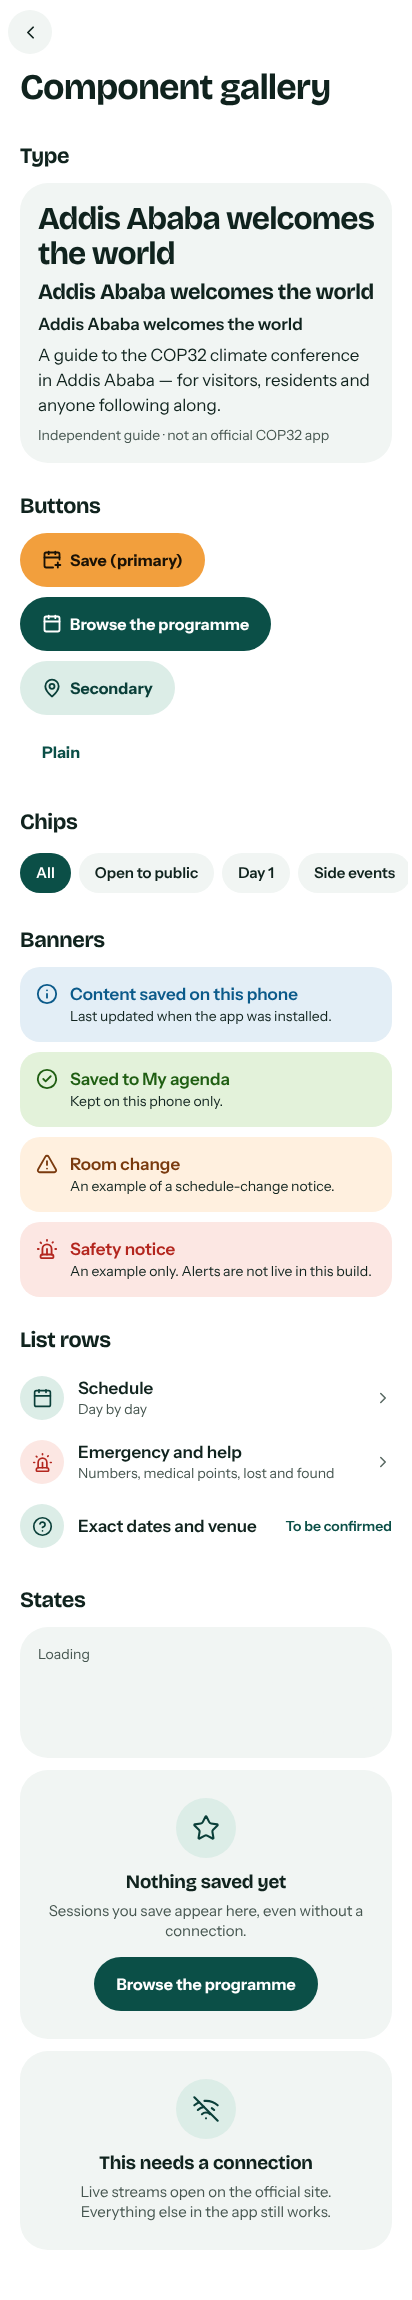 Component gallery
Type
Addis Ababa welcomes
the world
Addis Ababa welcomes the world
Addis Ababa welcomes the world
A guide to the COP32 climate conference
in Addis Ababa — for visitors, residents and
anyone following along.
Independent guide · not an official COP32 app
Buttons
Save (primary)
Browse the programme
Secondary
Plain
Chips
All
Open to public
Day 1
Side events
Banners
Content saved on this phone
Last updated when the app was installed.
Saved to My agenda
Kept on this phone only.
Room change
An example of a schedule-change notice.
Safety notice
An example only. Alerts are not live in this build.
List rows
Schedule
Day by day
Emergency and help
Numbers, medical points, lost and found
Exact dates and venue
To be confirmed
States
Loading
Nothing saved yet
Sessions you save appear here, even without a
connection.
Browse the programme
This needs a connection
Live streams open on the official site.
Everything else in the app still works.